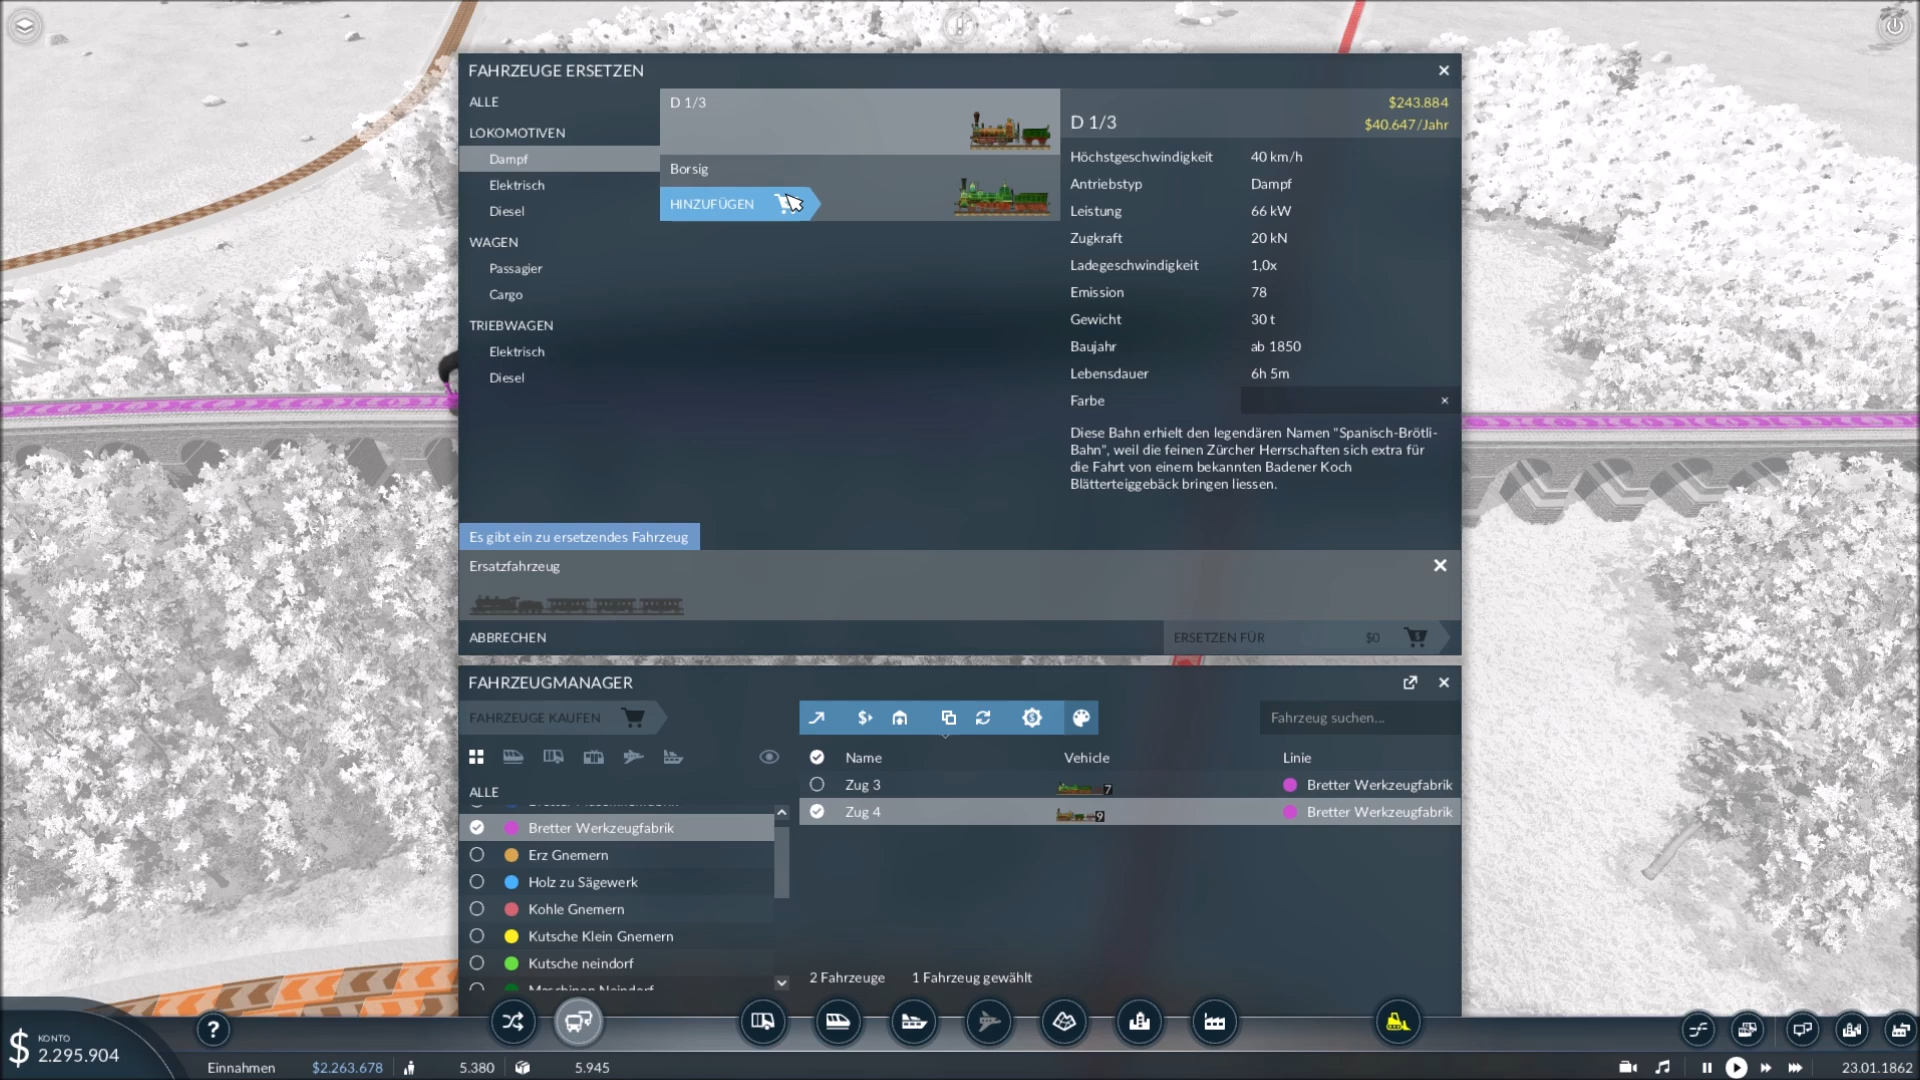 FAHRZEUGE ERSETZEN
ALLE
LOKOMOTIVEN
Dampf
Elektrisch
Diesel
WAGEN
Passagier
Cargo
TRIEBWAGEN
Elektrisch
Diesel
D 1/3
Borsig
HINZUFÜGEN
$243.884
D 1/3
$40.647/Jahr
Höchstgeschwindigkeit 40 km/h
Antriebstyp Dampf
Leistung 66 kW
Zugkraft 20 kN
Ladegeschwindigkeit 1,0x
Emission 78
Gewicht 30 t
Baujahr ab 1850
Lebensdauer 6h 5m
Farbe
Diese Bahn erhielt den legendären Namen "Spanisch-Brötli-
Bahn", weil die feinen Zürcher Herrschaften sich extra für
die Fahrt von einem bekannten Badener Koch
Blätterteiggebäck bringen liessen.
Es gibt ein zu ersetzendes Fahrzeug
Ersatzfahrzeug
ABBRECHEN
ERSETZEN FÜR $0
FAHRZEUGMANAGER
FAHRZEUGE KAUFEN
Fahrzeug suchen...
ALLE
Bretter Werkzeugfabrik
Erz Gnemern
Holz zu Sägewerk
Kohle Gnemern
Kutsche Klein Gnemern
Kutsche neindorf
Name Vehicle Linie
Zug 3 7 Bretter Werkzeugfabrik
Zug 4 9 Bretter Werkzeugfabrik
2 Fahrzeuge 1 Fahrzeug gewählt
$ KONTO
2.295.904
?
Einnahmen $2.263.678 5.380 5.945
23.01.1862